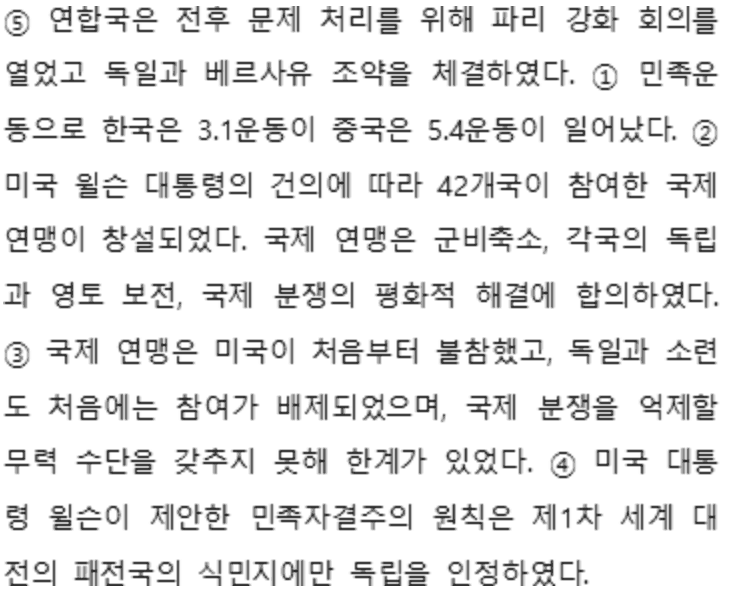 ⑤ 연합국은 전후 문제 처리를 위해 파리 강화 회의를
열었고 독일과 베르사유 조약을 체결하였다. ① 민족운
동으로 한국은 3.1운동이 중국은 5.4운동이 일어났다. ②
미국 윌슨 대통령의 건의에 따라 42개국이 참여한 국제
연맹이 창설되었다. 국제 연맹은 군비축소, 각국의 독립
과 영토 보전, 국제 분쟁의 평화적 해결에 합의하였다.
③ 국제 연맹은 미국이 처음부터 불참했고, 독일과 소련
도 처음에는 참여가 배제되었으며, 국제 분쟁을 억제할
무력 수단을 갖추지 못해 한계가 있었다. ④ 미국 대통
령 윌슨이 제안한 민족자결주의 원칙은 제1차 세계 대
전의 패전국의 식민지에만 독립을 인정하였다.